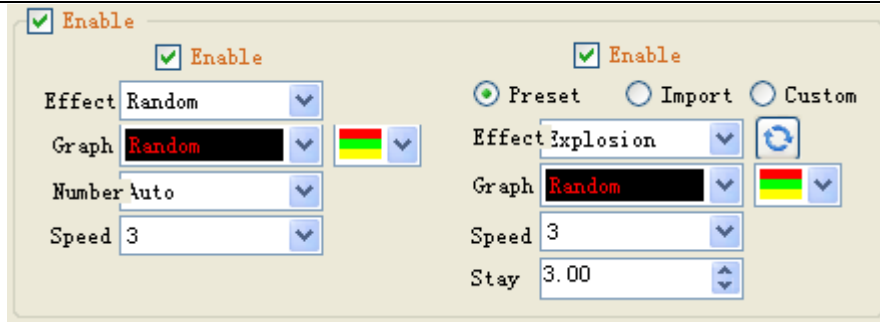 Enable
Enable
Effect Random
Graph Random
Number Auto
Speed 3
Enable
Preset Import Custom
Effect Explosion
Graph Random
Speed 3
Stay 3.00